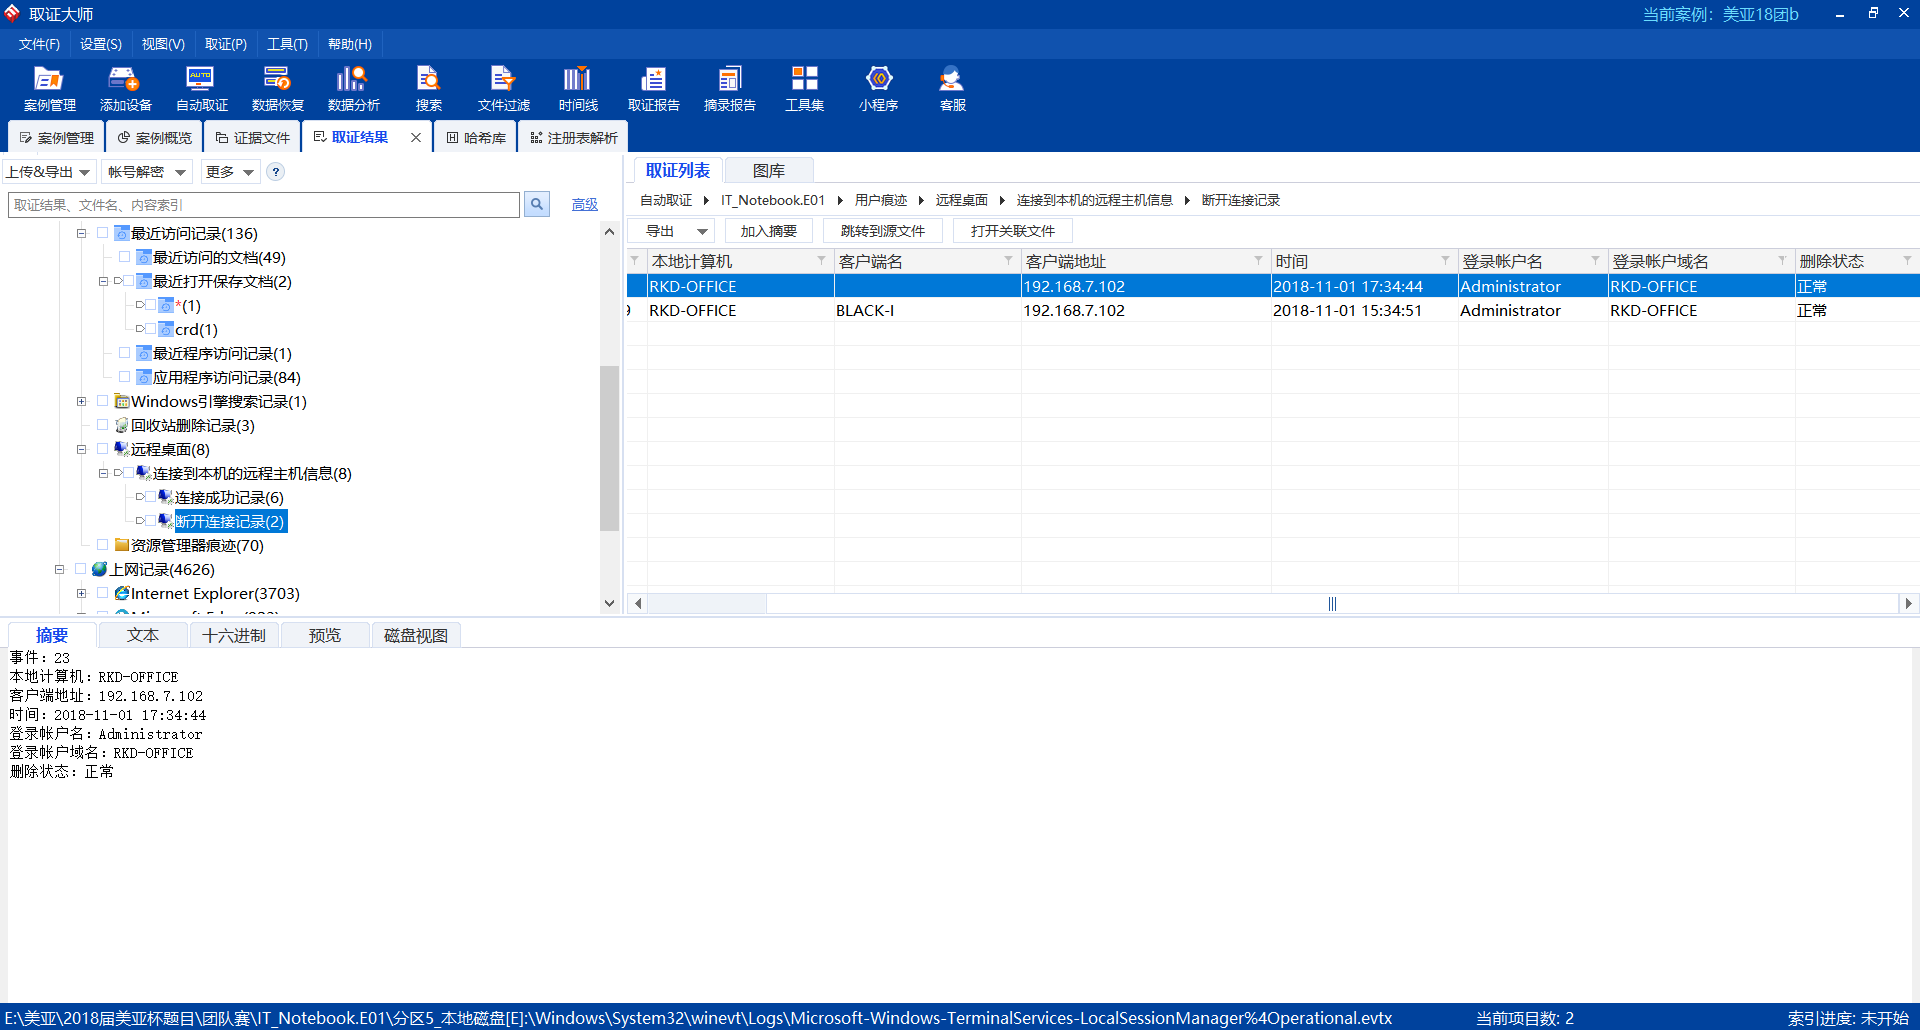 取证大师
当前案例: 美亚18团b
文件(F) 设置(S) 视图(V) 取证(P) 工具(T) 帮助(H)
案例管理 添加设备 自动取证 数据恢复 数据分析 搜索 文件过滤 时间线 取证报告 摘录报告 工具集 小程序 客服
案例管理 案例概览 证据文件 取证结果 哈希库 注册表解析
上传&导出 帐号解密 更多 ?
取证结果、文件名、内容索引 高级
最近访问记录(136)
最近访问的文档(49)
最近打开保存文档(2)
*(1)
crd(1)
最近程序访问记录(1)
应用程序访问记录(84)
Windows引擎搜索记录(1)
回收站删除记录(3)
远程桌面(8)
连接到本机的远程主机信息(8)
连接成功记录(6)
断开连接记录(2)
资源管理器痕迹(70)
上网记录(4626)
Internet Explorer(3703)
取证列表 图库
自动取证 IT_Notebook.E01 用户痕迹 远程桌面 连接到本机的远程主机信息 断开连接记录
导出 加入摘要 跳转到源文件 打开关联文件
本地计算机 客户端名 客户端地址 时间 登录帐户名 登录帐户域名 删除状态
RKD-OFFICE 192.168.7.102 2018-11-01 17:34:44 Administrator RKD-OFFICE 正常
RKD-OFFICE BLACK-I 192.168.7.102 2018-11-01 15:34:51 Administrator RKD-OFFICE 正常
摘要 文本 十六进制 预览 磁盘视图
事件: 23
本地计算机: RKD-OFFICE
客户端地址: 192.168.7.102
时间: 2018-11-01 17:34:44
登录帐户名: Administrator
登录帐户域名: RKD-OFFICE
删除状态: 正常
E:\美亚\2018届美亚杯题目\团队赛\IT_Notebook.E01\分区5_本地磁盘[E]:\Windows\System32\winevt\Logs\Microsoft-Windows-TerminalServices-LocalSessionManager%4Operational.evtx 当前项目数: 2 索引进度: 未开始